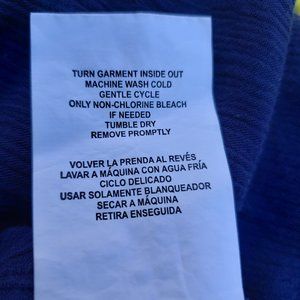 TURN GARMENT INSIDE OUT
MACHINE WASH COLD
GENTLE CYCLE
ONLY NON-CHLORINE BLEACH
IF NEEDED
TUMBLE DRY
REMOVE PROMPTLY
VOLVER LA PRENDA AL REVÉS
LAVAR A MÁQUINA CON AGUA FRÍA
CICLO DELICADO
USAR SOLAMENTE BLANQUEADOR
SECAR A MÁQUINA
RETIRA ENSEGUIDA